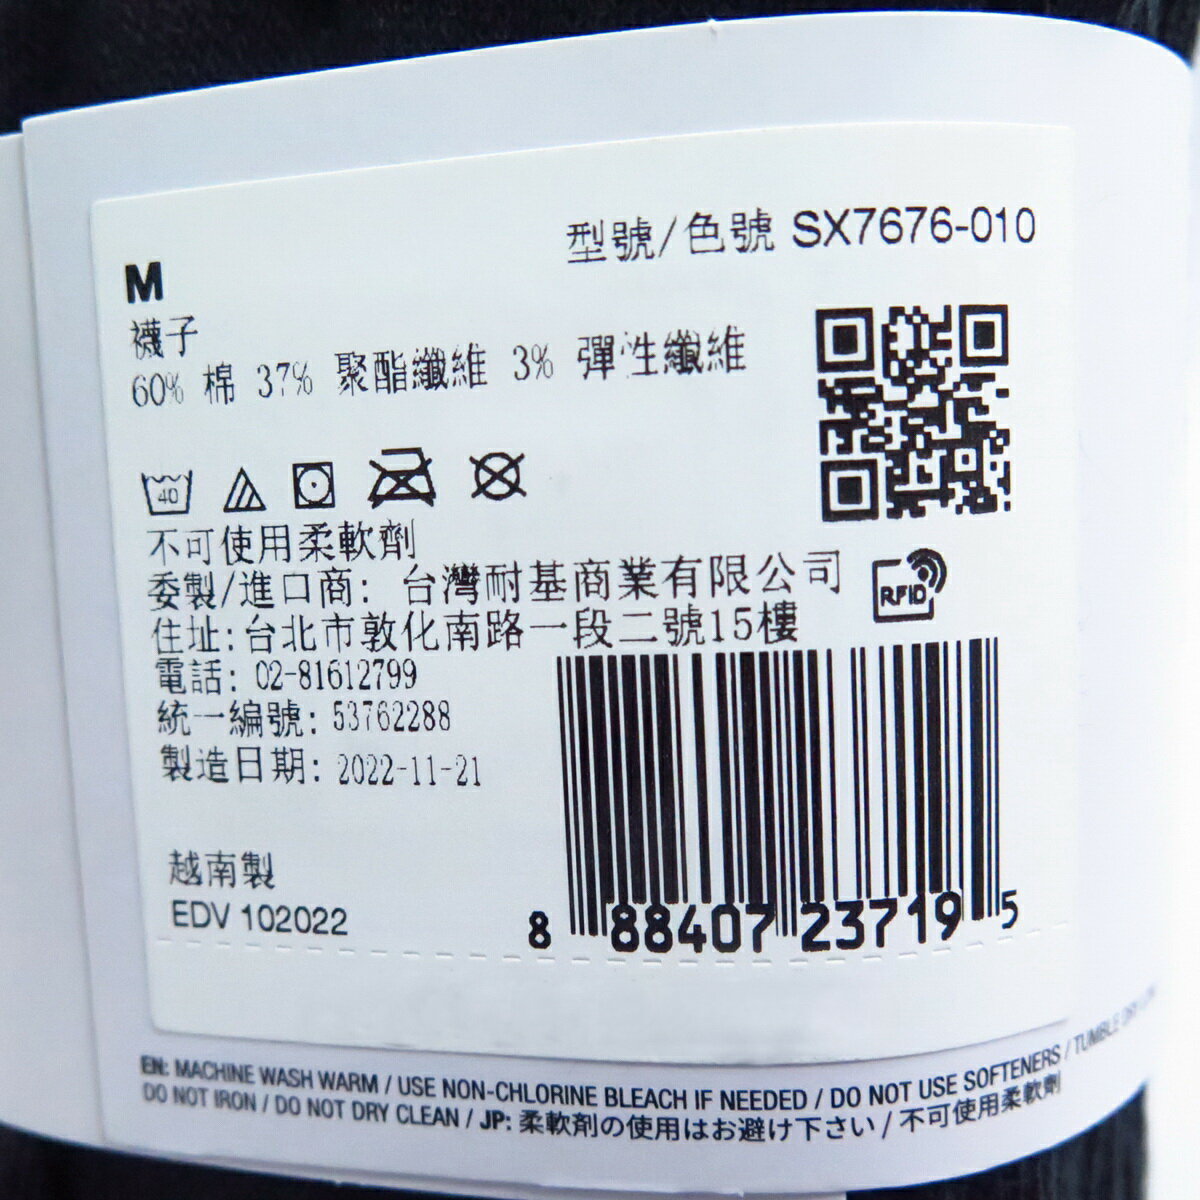 型號/色號 SX7676-010
M
襪子
60% 棉 37% 聚酯纖維 3% 彈性纖維
40
不可使用柔軟劑
委製/進口商: 台灣耐基商業有限公司
RFID
住址:台北市敦化南路一段二號15樓
電話: 02-81612799
統一編號: 53762288
製造日期: 2022-11-21
越南製
EDV 102022
8 88407 23719 5
EN: MACHINE WASH WARM / USE NON-CHLORINE BLEACH IF NEEDED / DO NOT USE SOFTENERS / TUMBLE DRY
DO NOT IRON / DO NOT DRY CLEAN / JP: 柔軟剤の使用はお避け下さい / 不可使用柔軟劑